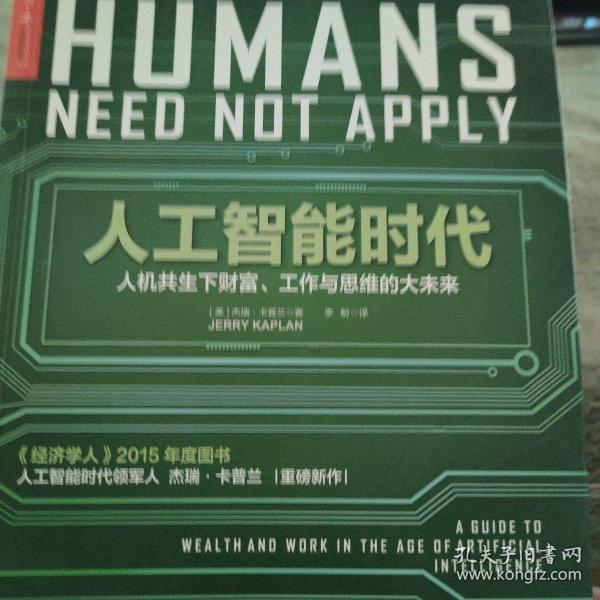 HUMANS
NEED NOT APPLY
人工智能时代
人机共生下财富、工作与思维的大未来
[美]杰瑞·卡普兰◎著 李盼◎译
JERRY KAPLAN
《经济学人》2015年度图书
人工智能时代领军人 杰瑞·卡普兰 |重磅新作|
A GUIDE TO
WEALTH AND WORK IN THE AGE OF ARTIFICIAL
INTELLIGENCE
孔夫子旧书网
www.kongfz.com